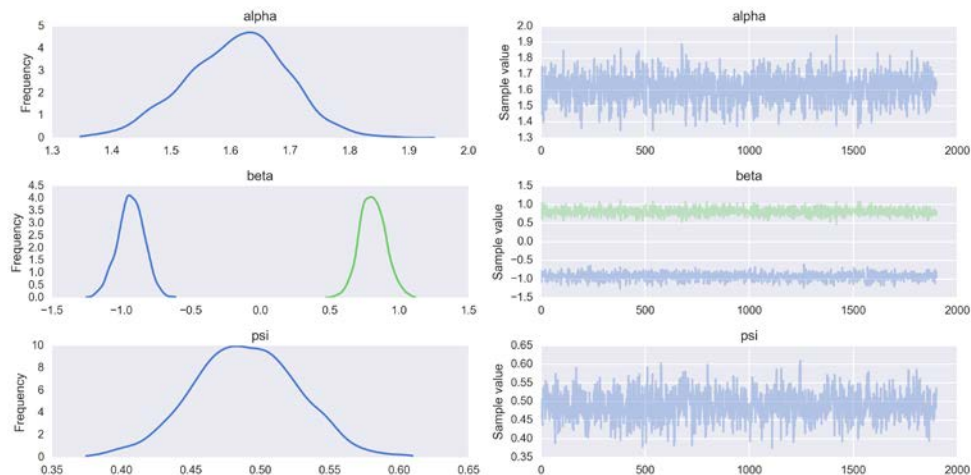 alpha
Frequency
5
4
3
2
1
0
1.3 1.4 1.5 1.6 1.7 1.8 1.9 2.0
alpha
Sample value
2.0
1.9
1.8
1.7
1.6
1.5
1.4
1.3
0 500 1000 1500 2000
beta
Frequency
4.5
4.0
3.5
3.0
2.5
2.0
1.5
1.0
0.5
0.0
−1.5 −1.0 −0.5 0.0 0.5 1.0 1.5
beta
Sample value
1.5
1.0
0.5
0.0
−0.5
−1.0
−1.5
0 500 1000 1500 2000
psi
Frequency
10
8
6
4
2
0
0.35 0.40 0.45 0.50 0.55 0.60 0.65
psi
Sample value
0.65
0.60
0.55
0.50
0.45
0.40
0.35
0 500 1000 1500 2000